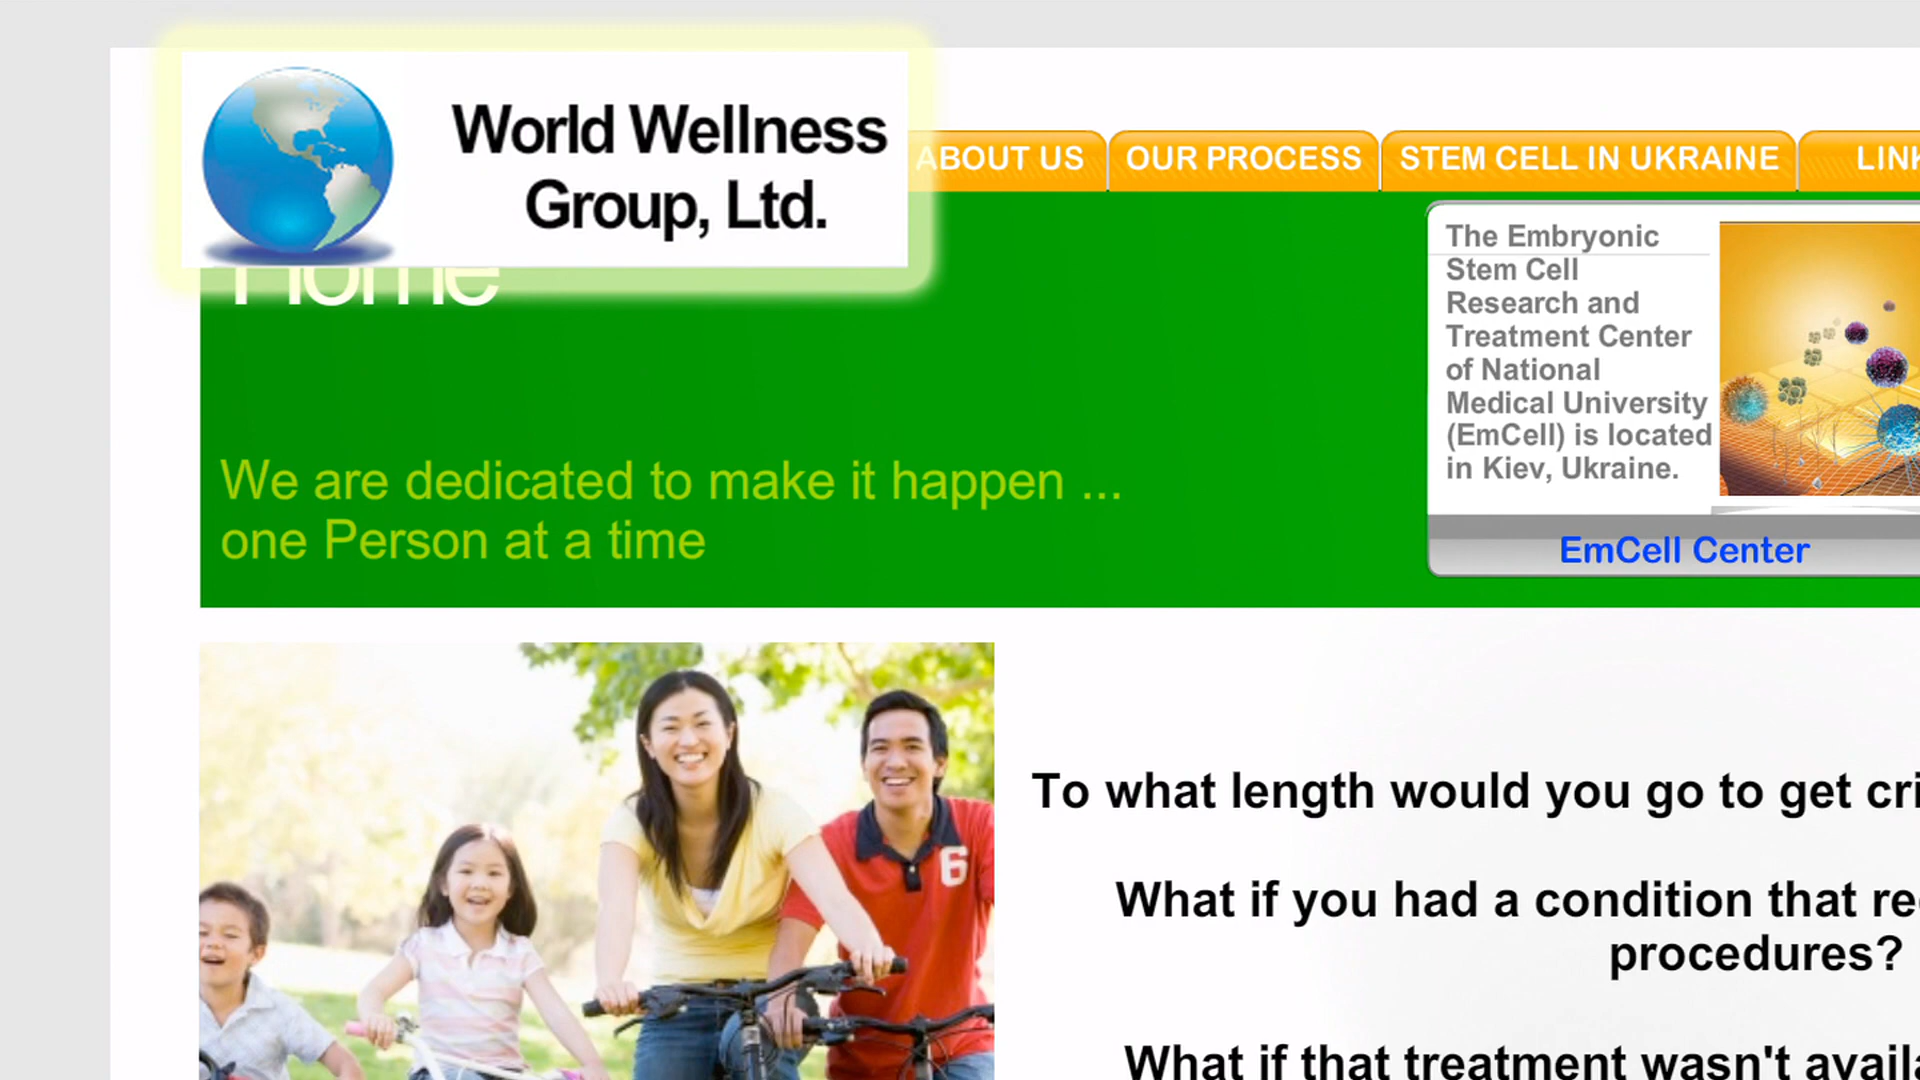 World Wellness
Group, Ltd.
ABOUT US
OUR PROCESS
STEM CELL IN UKRAINE
Home
We are dedicated to make it happen ...
one Person at a time
The Embryonic
Stem Cell
Research and
Treatment Center
of National
Medical University
(EmCell) is located
in Kiev, Ukraine.
EmCell Center
6
To what length would you go to get
What if you had a condition that
procedures?
What if that treatment wasn't